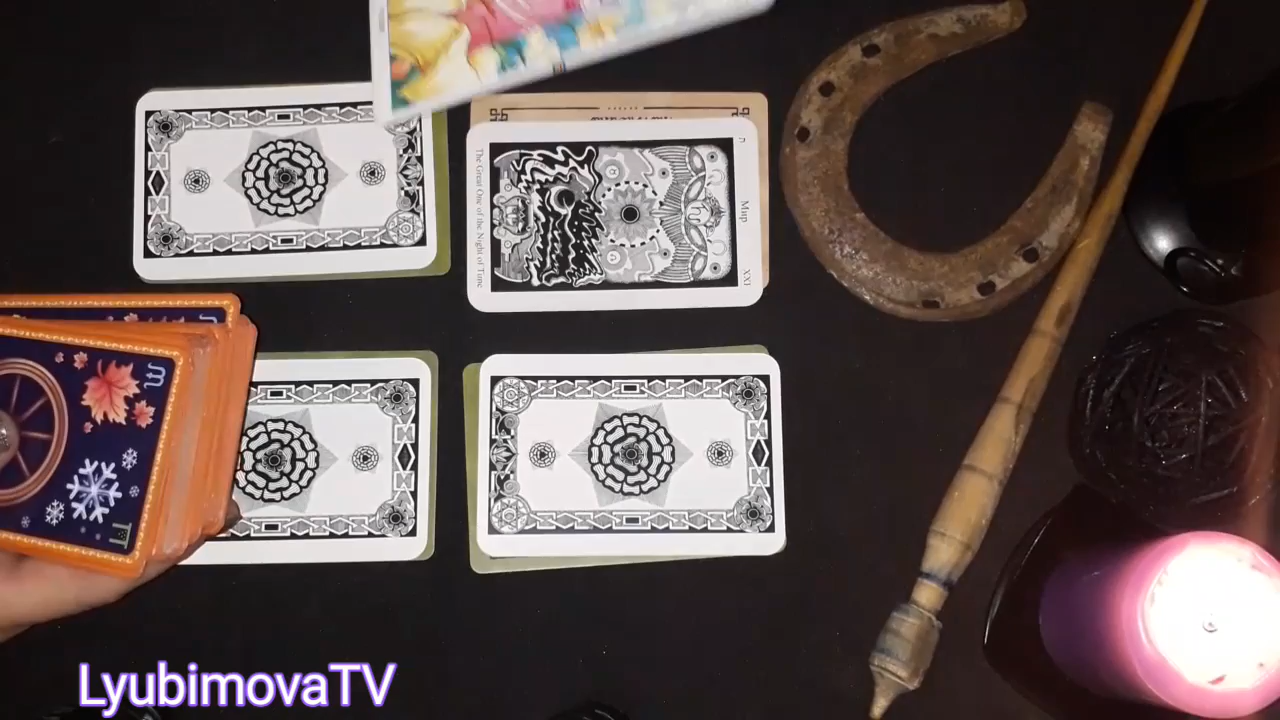 ת
Мир
XXI
The Great One of the Night of Time
LyubimovaTV